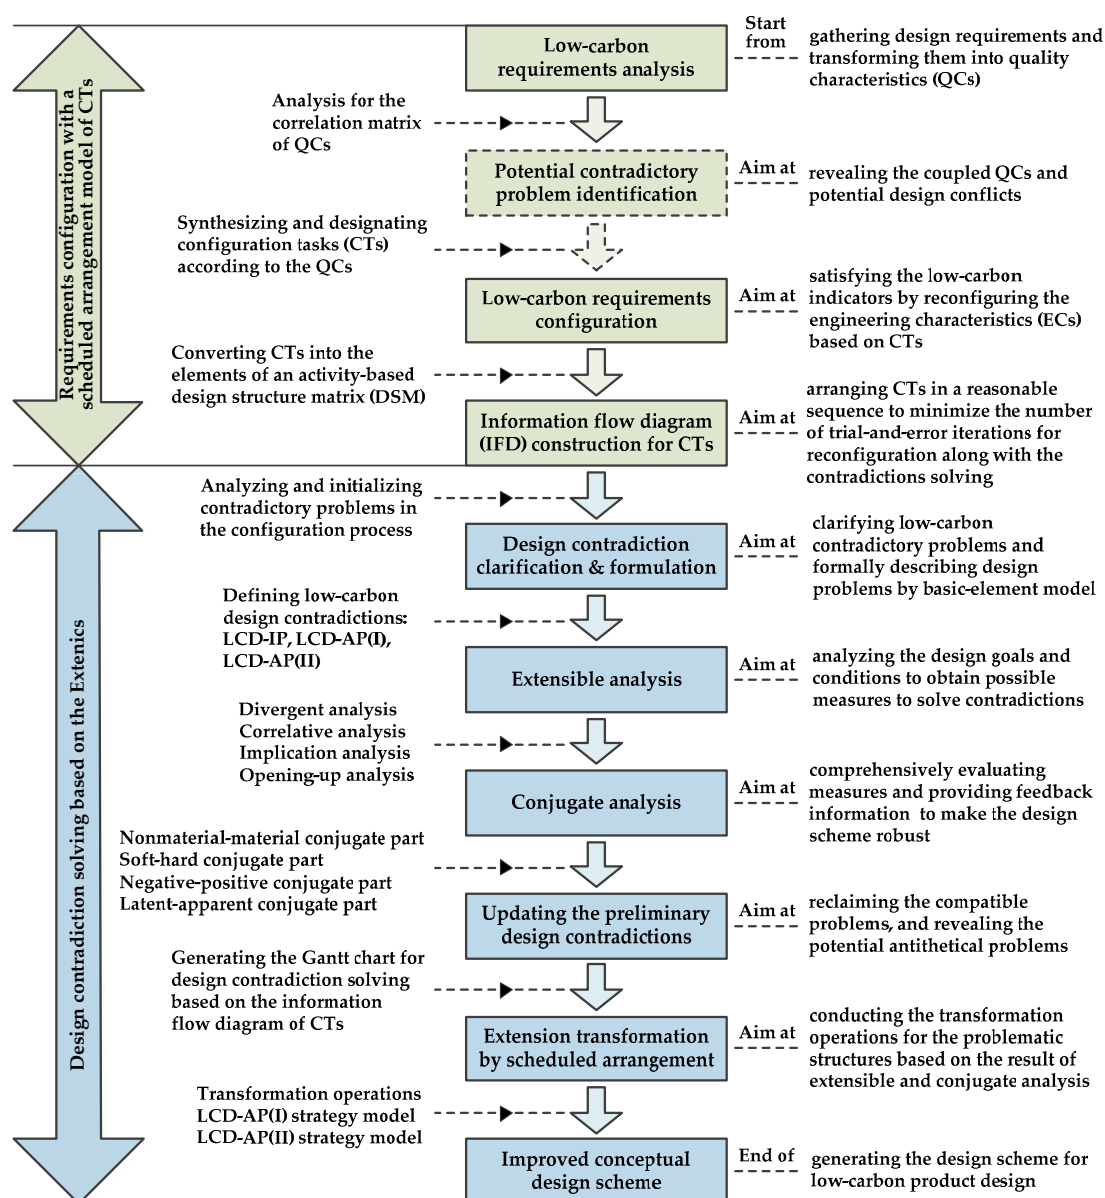 Requirements configuration with a
scheduled arrangement model of CTs
Low-carbon
requirements analysis
Start
from
gathering design requirements and
transforming them into quality
characteristics (QCs)
Analysis for the
correlation matrix
of QCs
Potential contradictory
problem identification
Aim at
revealing the coupled QCs and
potential design conflicts
Synthesizing and designating
configuration tasks (CTs)
according to the QCs
Low-carbon requirements
configuration
Aim at
satisfying the low-carbon
indicators by reconfiguring the
engineering characteristics (ECs)
based on CTs
Converting CTs into the
elements of an activity-based
design structure matrix (DSM)
Information flow diagram
(IFD) construction for CTs
Aim at
arranging CTs in a reasonable
sequence to minimize the number
of trial-and-error iterations for
reconfiguration along with the
contradictions solving
Design contradiction solving based on the Extenics
Analyzing and initializing
contradictory problems in
the configuration process
Design contradiction
clarification & formulation
Aim at
clarifying low-carbon
contradictory problems and
formally describing design
problems by basic-element model
Defining low-carbon
design contradictions:
LCD-IP, LCD-AP(I),
LCD-AP(II)
Extensible analysis
Aim at
analyzing the design goals and
conditions to obtain possible
measures to solve contradictions
Divergent analysis
Correlative analysis
Implication analysis
Opening-up analysis
Conjugate analysis
Aim at
comprehensively evaluating
measures and providing feedback
information to make the design
scheme robust
Nonmaterial-material conjugate part
Soft-hard conjugate part
Negative-positive conjugate part
Latent-apparent conjugate part
Updating the preliminary
design contradictions
Aim at
reclaiming the compatible
problems, and revealing the
potential antithetical problems
Generating the Gantt chart for
design contradiction solving
based on the information
flow diagram of CTs
Extension transformation
by scheduled arrangement
Aim at
conducting the transformation
operations for the problematic
structures based on the result of
extensible and conjugate analysis
Transformation operations
LCD-AP(I) strategy model
LCD-AP(II) strategy model
Improved conceptual
design scheme
End of
generating the design scheme for
low-carbon product design